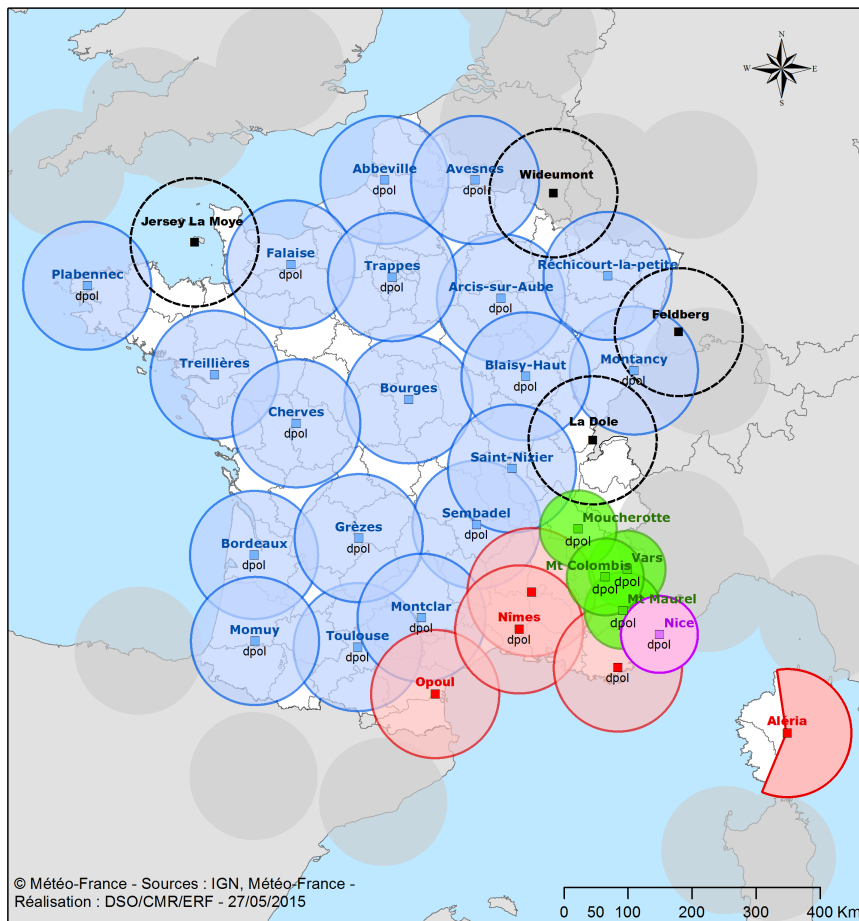 N
W E
S
Abbeville
dpol
Avesnes
dpol
Wideumont
Jersey La Moye
Plabennec
dpol
Falaise
dpol
Trappes
dpol
Arcis-sur-Aube
dpol
Réchicourt-la-petite
Feldberg
Treillières
Blaisy-Haut
dpol
Montancy
dpol
Bourges
Cherves
dpol
La Dole
Saint-Nizier
Sembadel
dpol
Moucherotte
dpol
Grèzes
dpol
Bordeaux
dpol
Mt Colombis
dpol
Vars
dpol
Mt Maurel
dpol
Montclar
dpol
Nîmes
dpol
Nice
dpol
Momuy
dpol
Toulouse
dpol
dpol
Opoul
Aléria
© Météo-France - Sources : IGN, Météo-France -
Réalisation : DSO/CMR/ERF - 27/05/2015
0 50 100 200 300 400 Km